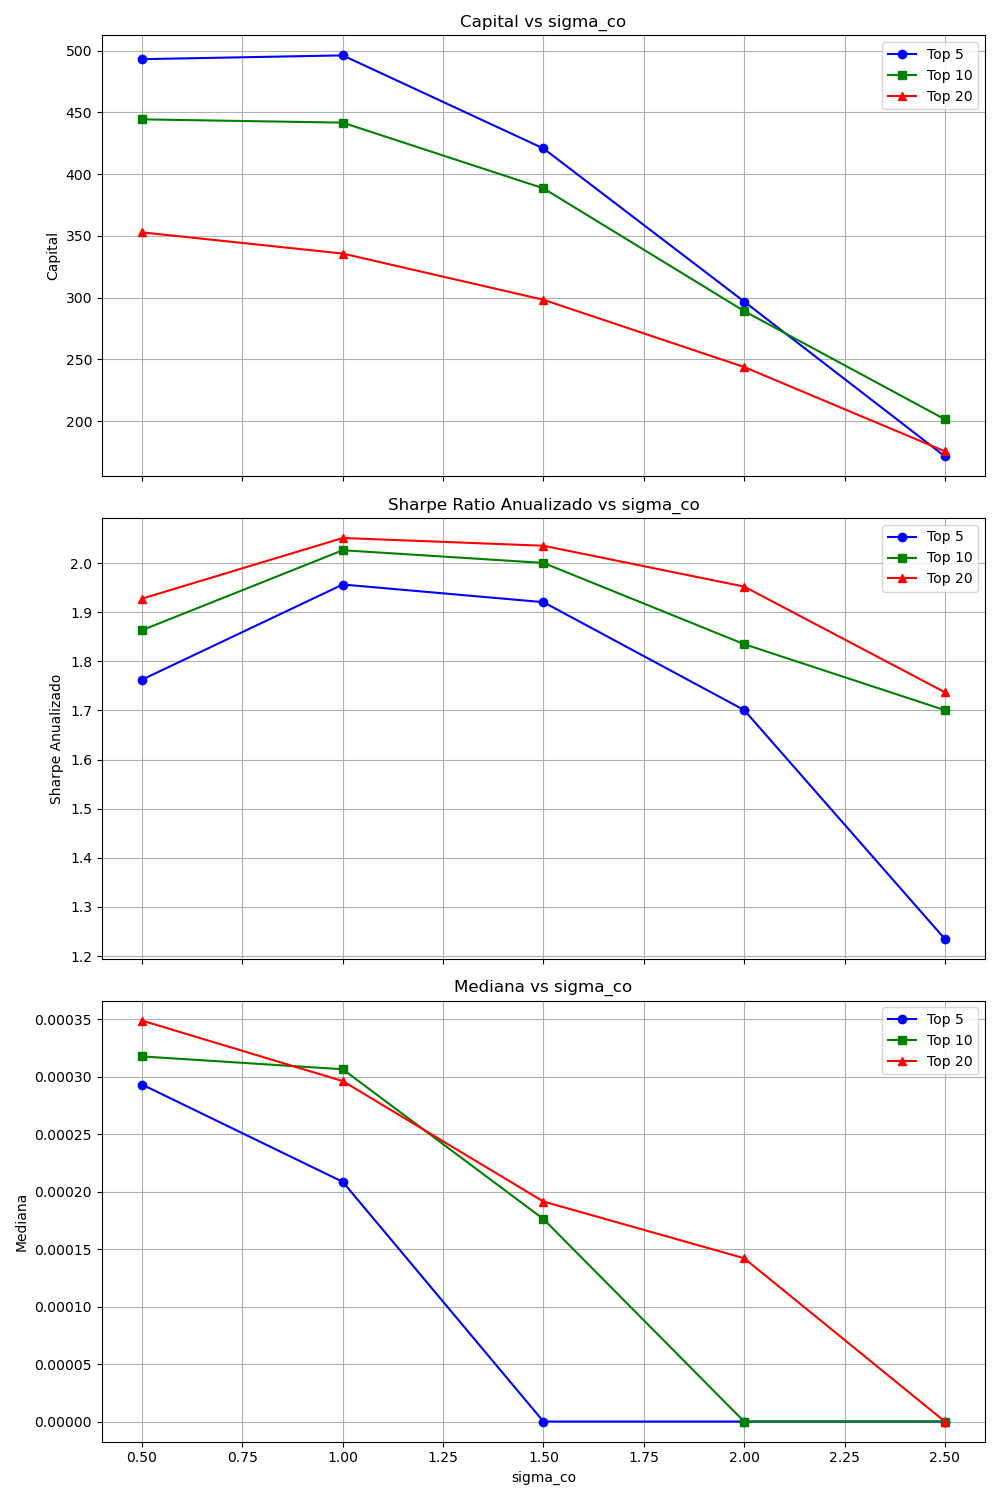 Capital vs sigma_co
Top 5
Top 10
Top 20
500
450
400
350
300
250
200
Capital
Sharpe Ratio Anualizado vs sigma_co
Top 5
Top 10
Top 20
2.0
1.9
1.8
1.7
1.6
1.5
1.4
1.3
1.2
Sharpe Anualizado
Mediana vs sigma_co
Top 5
Top 10
Top 20
0.00035
0.00030
0.00025
0.00020
0.00015
0.00010
0.00005
0.00000
Mediana
0.50 0.75 1.00 1.25 1.50 1.75 2.00 2.25 2.50
sigma_co